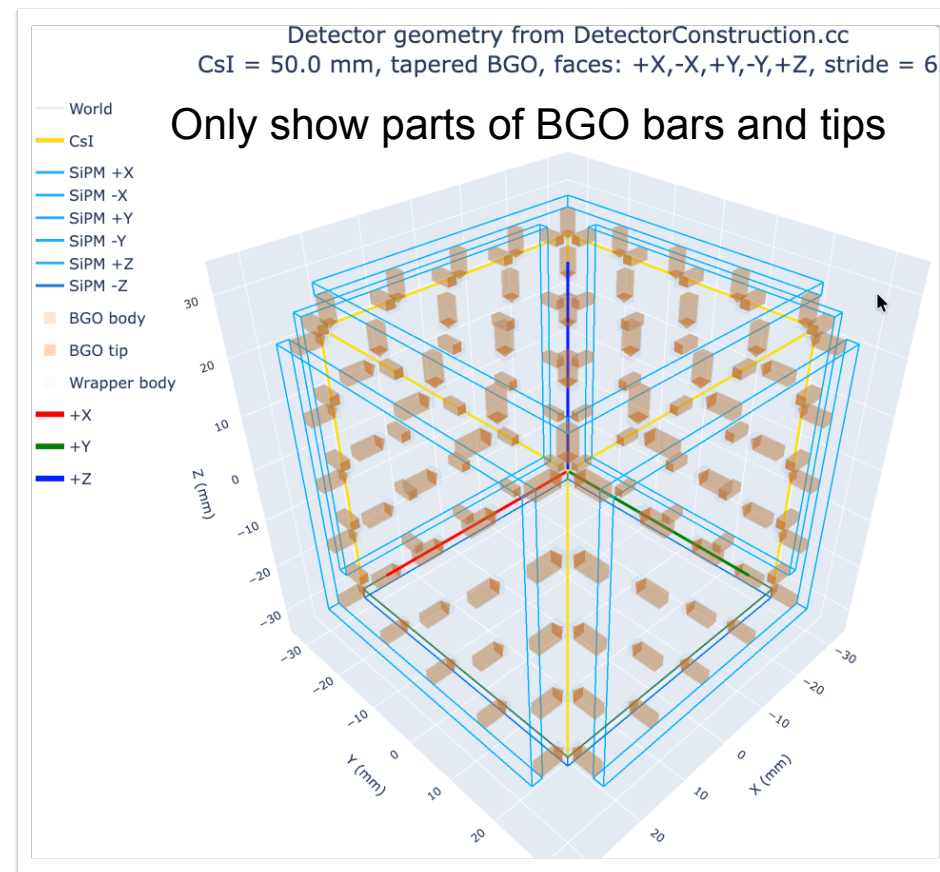 Detector geometry from DetectorConstruction.cc
CsI = 50.0 mm, tapered BGO, faces: +X,-X,+Y,-Y,+Z, stride = 6
Only show parts of BGO bars and tips
World
CsI
SiPM +X
SiPM -X
SiPM +Y
SiPM -Y
SiPM +Z
SiPM -Z
BGO body
BGO tip
Wrapper body
+X
+Y
+Z
30
20
10
0
−10
−20
−30
Z (mm)
−30
−20
−10
0
10
20
Y (mm)
−30
−20
−10
0
10
20
X (mm)